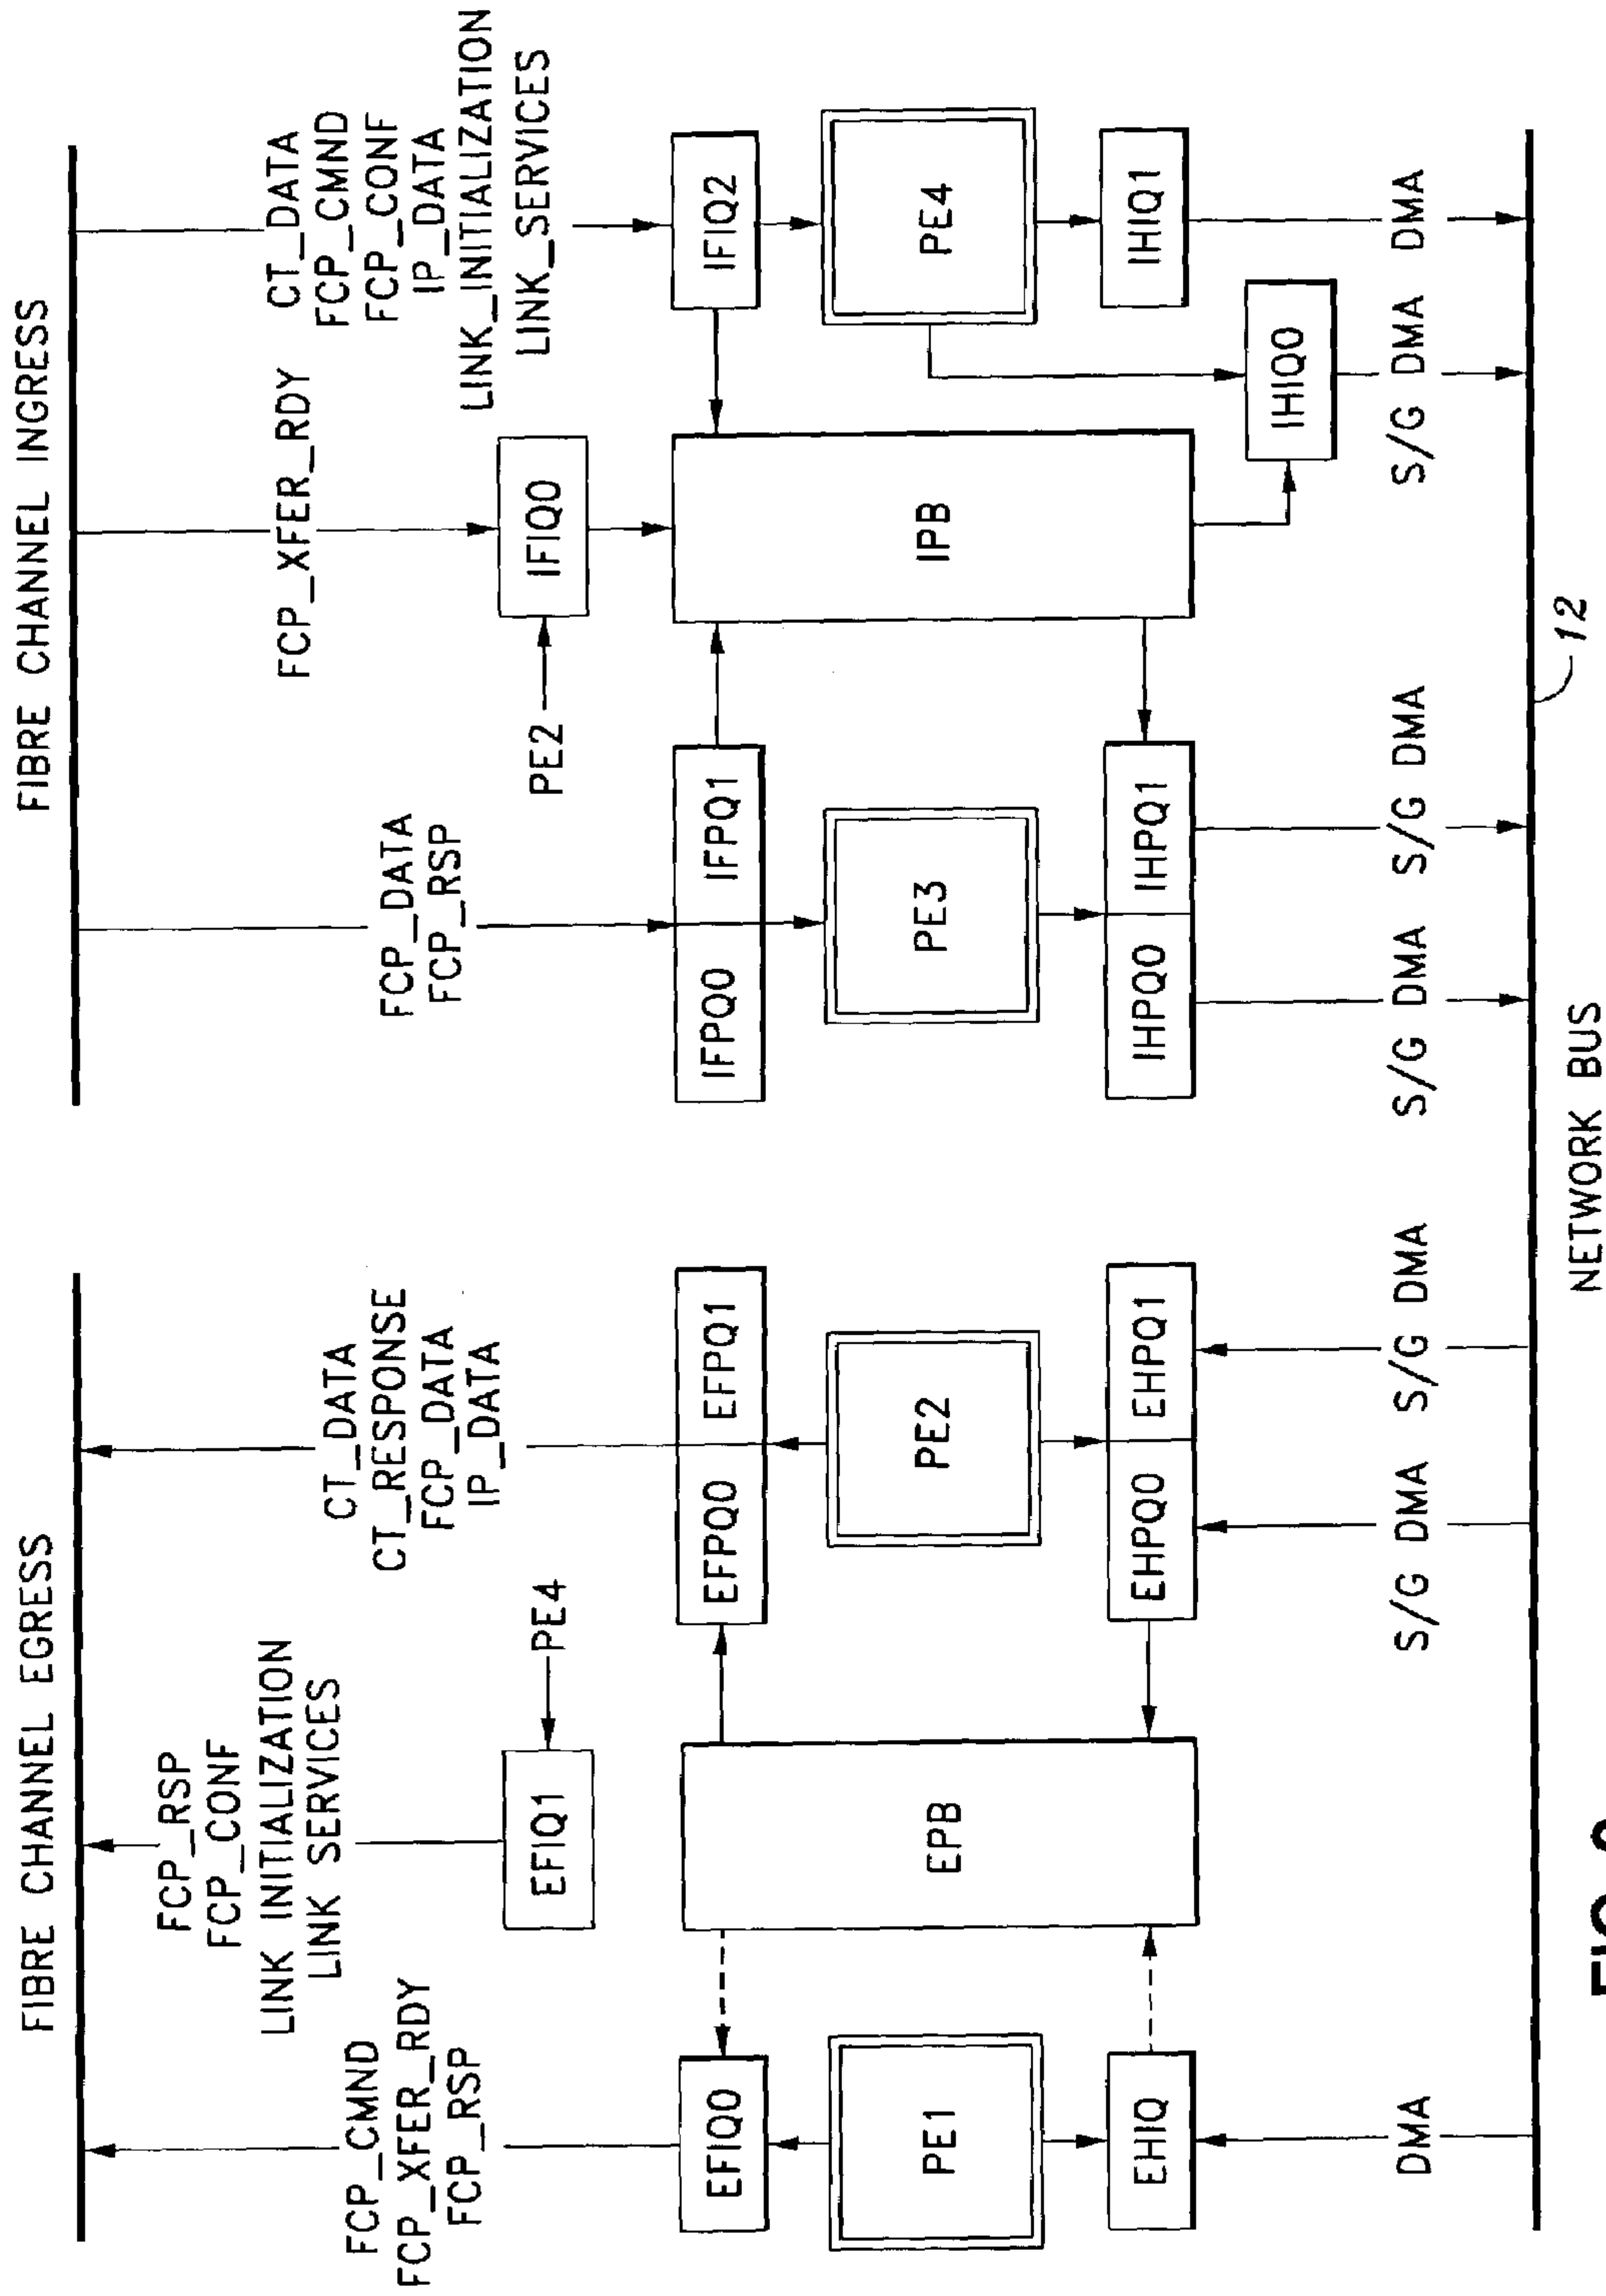 FIBRE CHANNEL EGRESS
FIBRE CHANNEL INGRESS
FCP_CMND
FCP_XFER_RDY
FCP_RSP
FCP_RSP
FCP_CONF
LINK INITIALIZATION
LINK SERVICES
CT_DATA
CT_RESPONSE
FCP_DATA
IP_DATA
FCP_DATA
FCP_RSP
FCP_XFER_RDY
CT_DATA
FCP_CMND
FCP_CONF
IP_DATA
LINK_INITIALIZATION
LINK_SERVICES
EFIQ1
PE4
PE2
IFIQ0
EFIQ0
EFPQ0
EFPQ1
IFPQ0
IFPQ1
IFIQ2
PE1
EPB
PE2
PE3
IPB
PE4
EHIQ
EHPQ0
EHPQ1
IHPQ0
IHPQ1
IHIQ1
IHIQ0
DMA
S/G DMA
S/G DMA
S/G DMA
S/G DMA
S/G DMA
DMA
NETWORK BUS
12